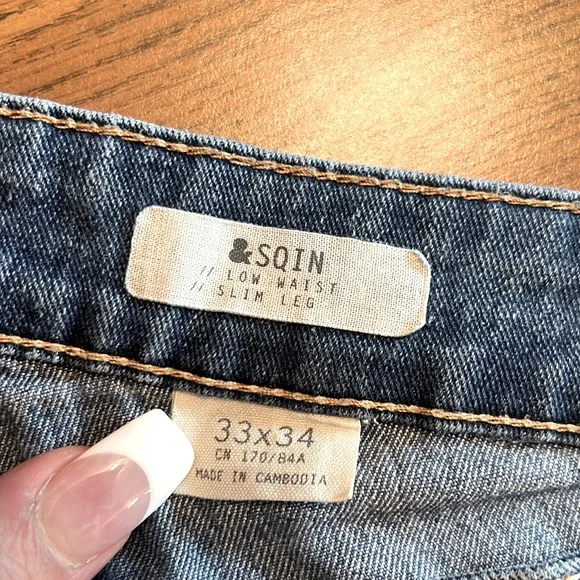 &SQIN
// LOW WAIST
// SLIM LEG
33x34
CN 170/84A
MADE IN CAMBODIA